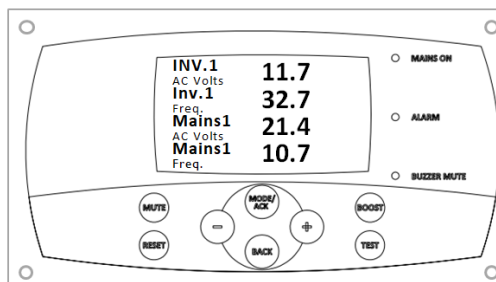 INV.1 11.7
AC Volts
Inv.1 32.7
Freq.
Mains1 21.4
AC Volts
Mains1 10.7
Freq.
MAINS ON
ALARM
BUZZER MUTE
MUTE
MODE/
ACK
BOOST
− +
RESET
BACK
TEST